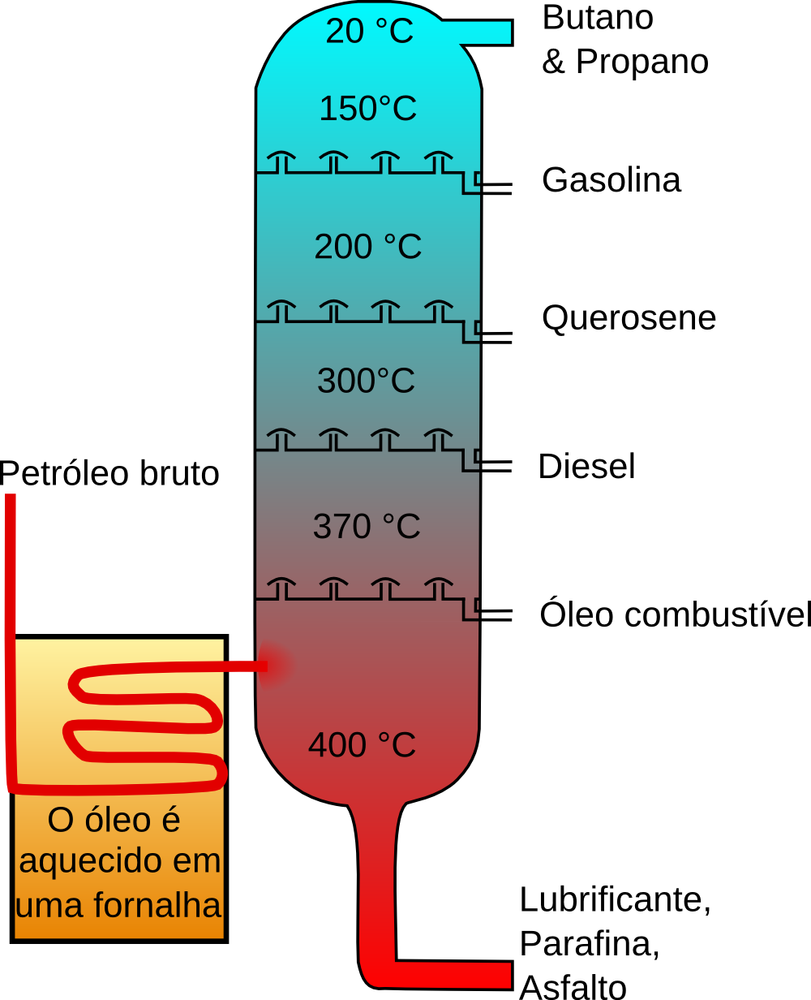 20 °C
Butano
& Propano
150°C
Gasolina
200 °C
Querosene
300°C
Diesel
Petróleo bruto
370 °C
Óleo combustível
400 °C
O óleo é
aquecido em
uma fornalha
Lubrificante,
Parafina,
Asfalto